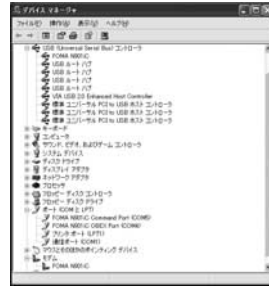 デバイス マネージャ
ファイル(F) 操作(A) 表示(V) ヘルプ(H)
USB (Universal Serial Bus) コントローラ
FOMA N901iC
USB ルート ハブ
USB ルート ハブ
USB ルート ハブ
USB ルート ハブ
VIA USB 2.0 Enhanced Host Controller
標準 ユニバーサル PCI to USB ホスト コントローラ
標準 ユニバーサル PCI to USB ホスト コントローラ
標準 ユニバーサル PCI to USB ホスト コントローラ
キーボード
コンピュータ
サウンド、ビデオ、およびゲーム コントローラ
システム デバイス
ディスク ドライブ
ディスプレイ アダプタ
ネットワーク アダプタ
プロセッサ
フロッピー ディスク コントローラ
フロッピー ディスク ドライブ
ポート (COM と LPT)
FOMA N901iC Command Port (COM5)
FOMA N901iC OBEX Port (COM6)
プリンタ ポート (LPT1)
通信ポート (COM1)
マウスとそのほかのポインティング デバイス
モデム
FOMA N901iC